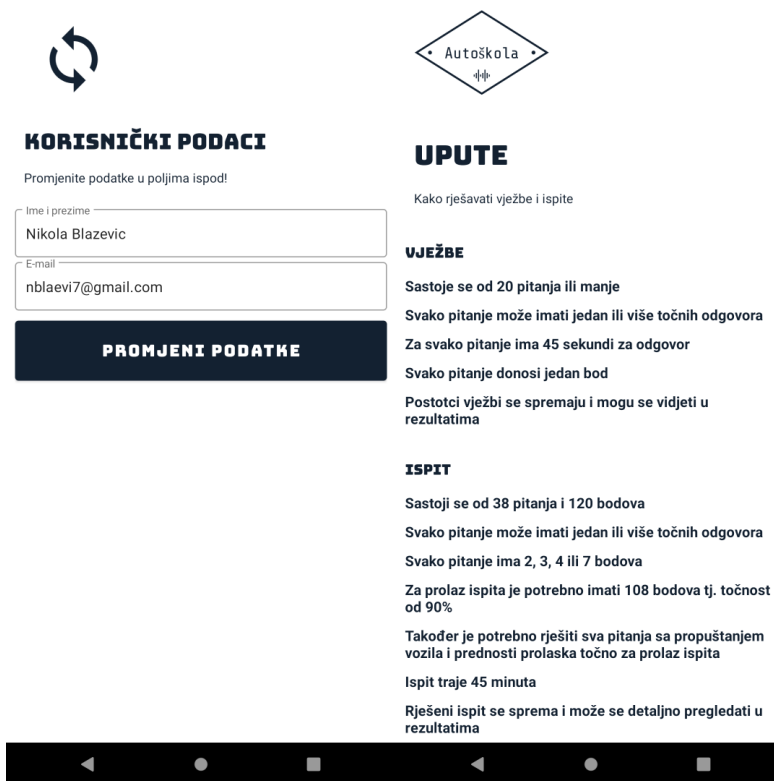 KORISNIČKI PODACI
Promjenite podatke u poljima ispod!
Ime i prezime
Nikola Blazevic
E-mail
nblaevi7@gmail.com
PROMJENI PODATKE
Autoškola
UPUTE
Kako rješavati vježbe i ispite
VJEŽBE
Sastoje se od 20 pitanja ili manje
Svako pitanje može imati jedan ili više točnih odgovora
Za svako pitanje ima 45 sekundi za odgovor
Svako pitanje donosi jedan bod
Postotci vježbi se spremaju i mogu se vidjeti u
rezultatima
ISPIT
Sastoji se od 38 pitanja i 120 bodova
Svako pitanje može imati jedan ili više točnih odgovora
Svako pitanje ima 2, 3, 4 ili 7 bodova
Za prolaz ispita je potrebno imati 108 bodova tj. točnost
od 90%
Također je potrebno rješiti sva pitanja sa propuštanjem
vozila i prednosti prolaska točno za prolaz ispita
Ispit traje 45 minuta
Rješeni ispit se sprema i može se detaljno pregledati u
rezultatima